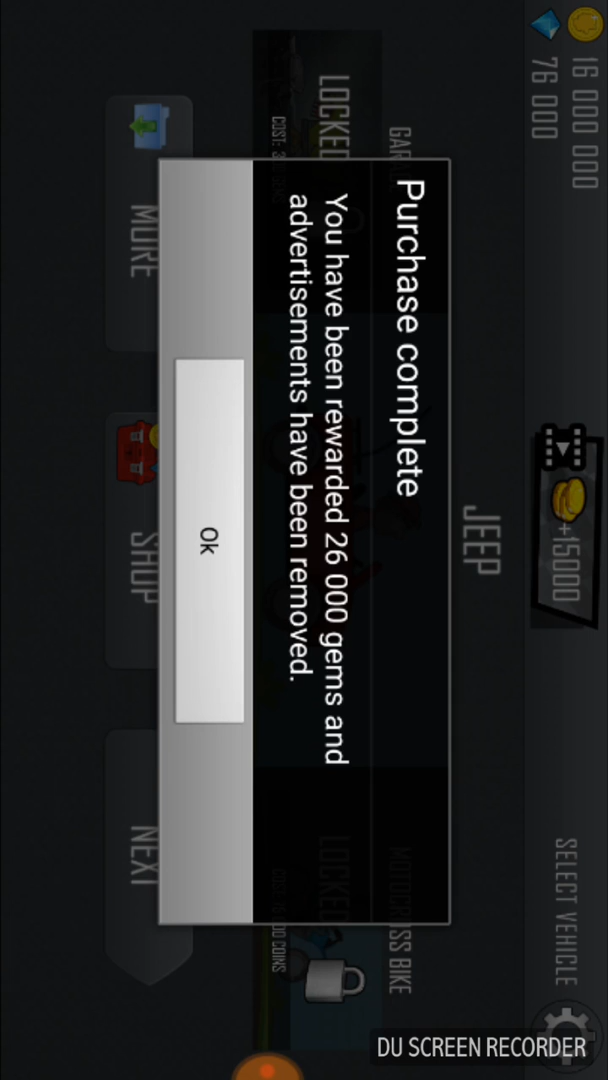 16 000 000
76 000
+15000
SELECT VEHICLE
JEEP
LOCKED
MOTOCROSS BIKE
LOCKED
Purchase complete
You have been rewarded 26 000 gems and
advertisements have been removed.
Ok
MORE
SHOP
NEXT
DU SCREEN RECORDER